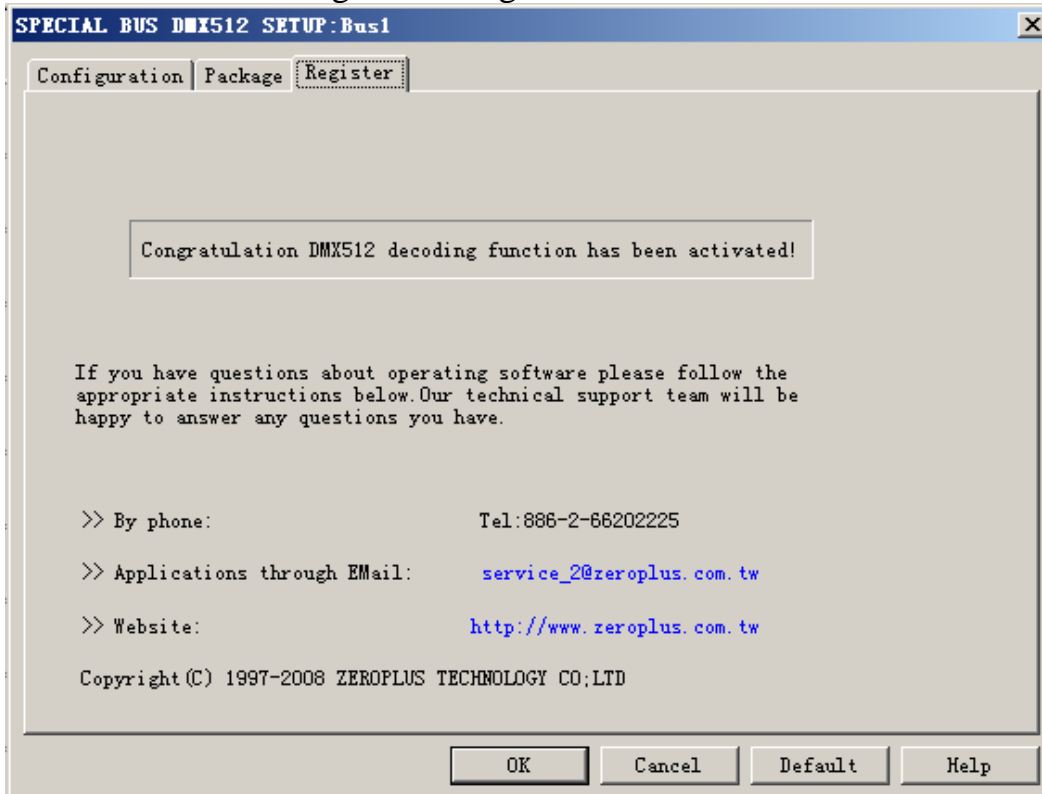 SPECIAL BUS DMX512 SETUP:Bus1
Configuration Package Register
Congratulation DMX512 decoding function has been activated!
If you have questions about operating software please follow the
appropriate instructions below.Our technical support team will be
happy to answer any questions you have.
>> By phone: Tel:886-2-66202225
>> Applications through EMail: service_2@zeroplus.com.tw
>> Website: http://www.zeroplus.com.tw
Copyright(C) 1997-2008 ZEROPLUS TECHNOLOGY CO;LTD
OK Cancel Default Help